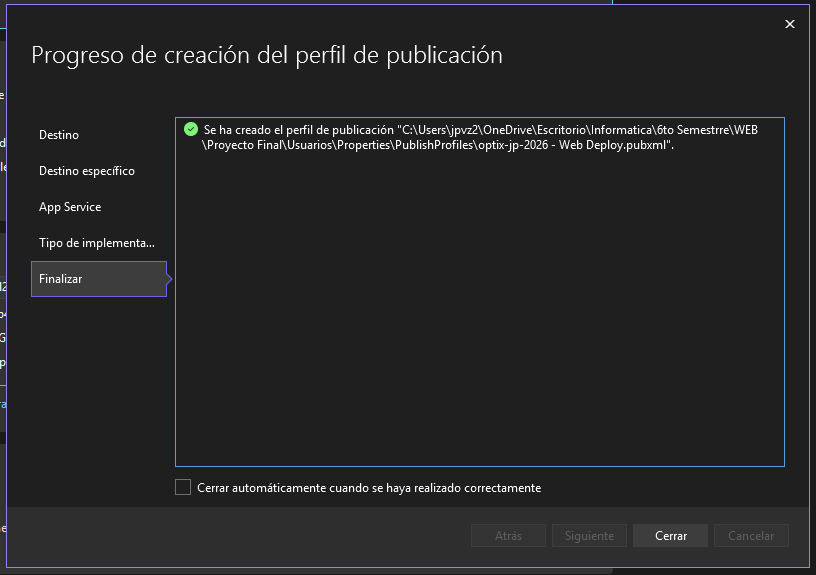 Progreso de creación del perfil de publicación
Destino
Destino específico
App Service
Tipo de implementa...
Finalizar
Se ha creado el perfil de publicación "C:\Users\jpvz2\OneDrive\Escritorio\Informatica\6to Semestrre\WEB
\Proyecto Final\Usuarios\Properties\PublishProfiles\optix-jp-2026 - Web Deploy.pubxml".
Cerrar automáticamente cuando se haya realizado correctamente
Atrás
Siguiente
Cerrar
Cancelar